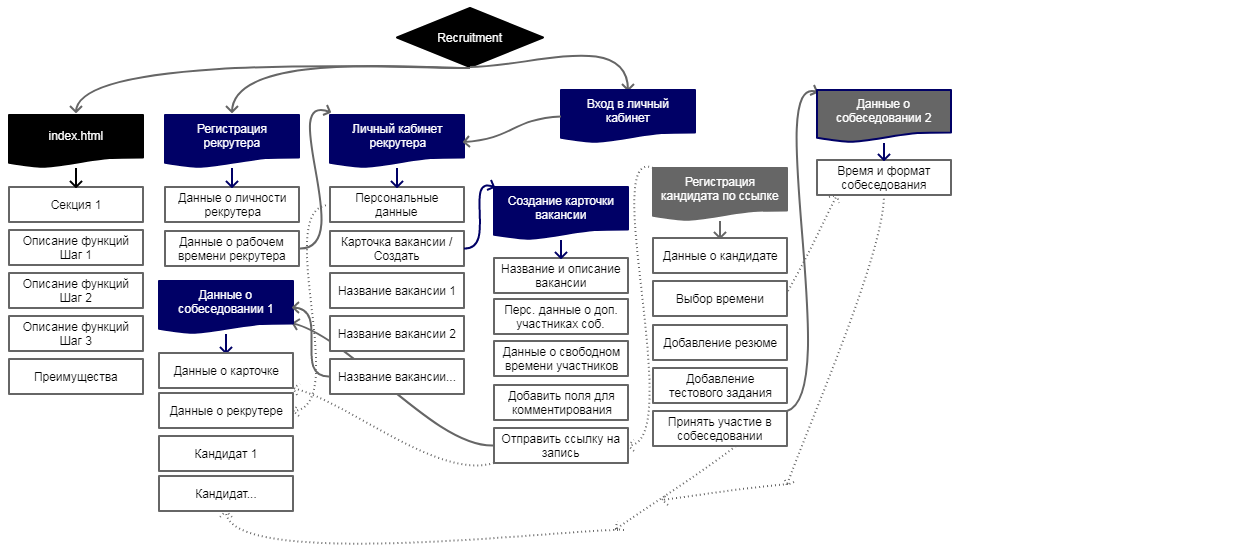 Recruitment
index.html
Секция 1
Описание функций
Шаг 1
Описание функций
Шаг 2
Описание функций
Шаг 3
Преимущества
Регистрация
рекрутера
Данные о личности
рекрутера
Данные о рабочем
времени рекрутера
Данные о
собеседовании 1
Данные о карточке
Данные о рекрутере
Кандидат 1
Кандидат...
Личный кабинет
рекрутера
Персональные
данные
Карточка вакансии /
Создать
Название вакансии 1
Название вакансии 2
Название вакансии...
Вход в личный
кабинет
Создание карточки
вакансии
Название и описание
вакансии
Перс. данные о доп.
участниках соб.
Данные о свободном
времени участников
Добавить поля для
комментирования
Отправить ссылку на
запись
Регистрация
кандидата по ссылке
Данные о кандидате
Выбор времени
Добавление резюме
Добавление
тестового задания
Принять участие в
собеседовании
Данные о
собеседовании 2
Время и формат
собеседования